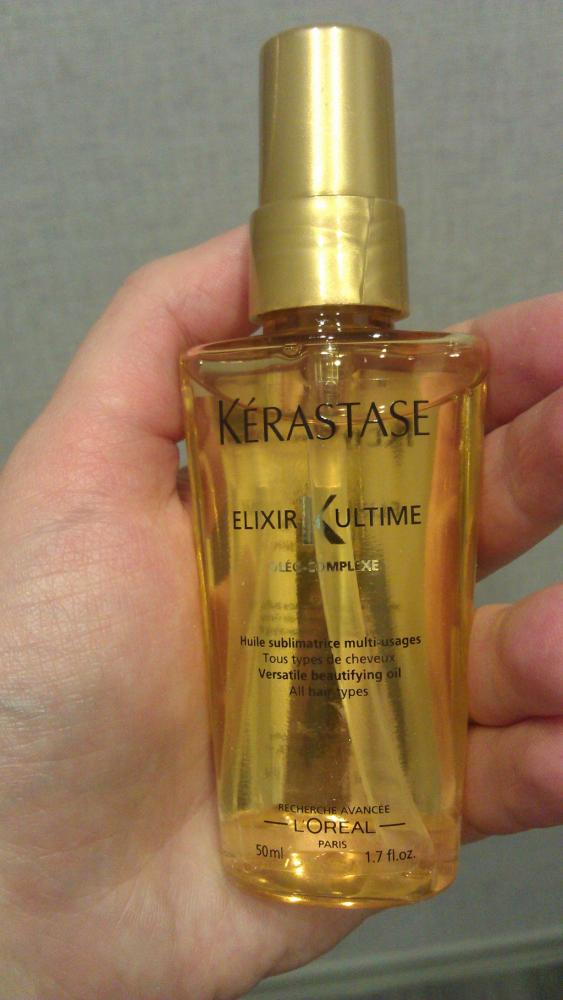 KÉRASTASE
ELIXIR K ULTIME
OLÉO-COMPLEXE
Huile sublimatrice multi-usages
Tous types de cheveux
Versatile beautifying oil
All hair types
RECHERCHE AVANCÉE
L'ORÉAL
PARIS
50ml 1.7 fl.oz.